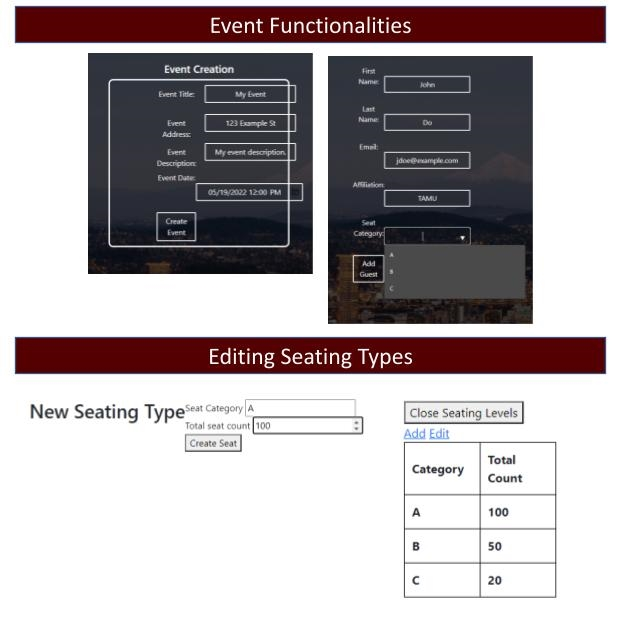 Event Functionalities
Event Creation
Event Title: My Event
Event Address: 123 Example St
Event Description: My event description.
Event Date:
05/19/2022 12:00 PM
Create
Event
First
Name: John
Last
Name: Do
Email:
jdoe@example.com
Affiliation:
TAMU
Seat
Category:
Add
Guest
A
B
C
Editing Seating Types
New Seating Type
Seat Category A
Total seat count 100
Create Seat
Close Seating Levels
Add Edit
Category Total Count
A 100
B 50
C 20